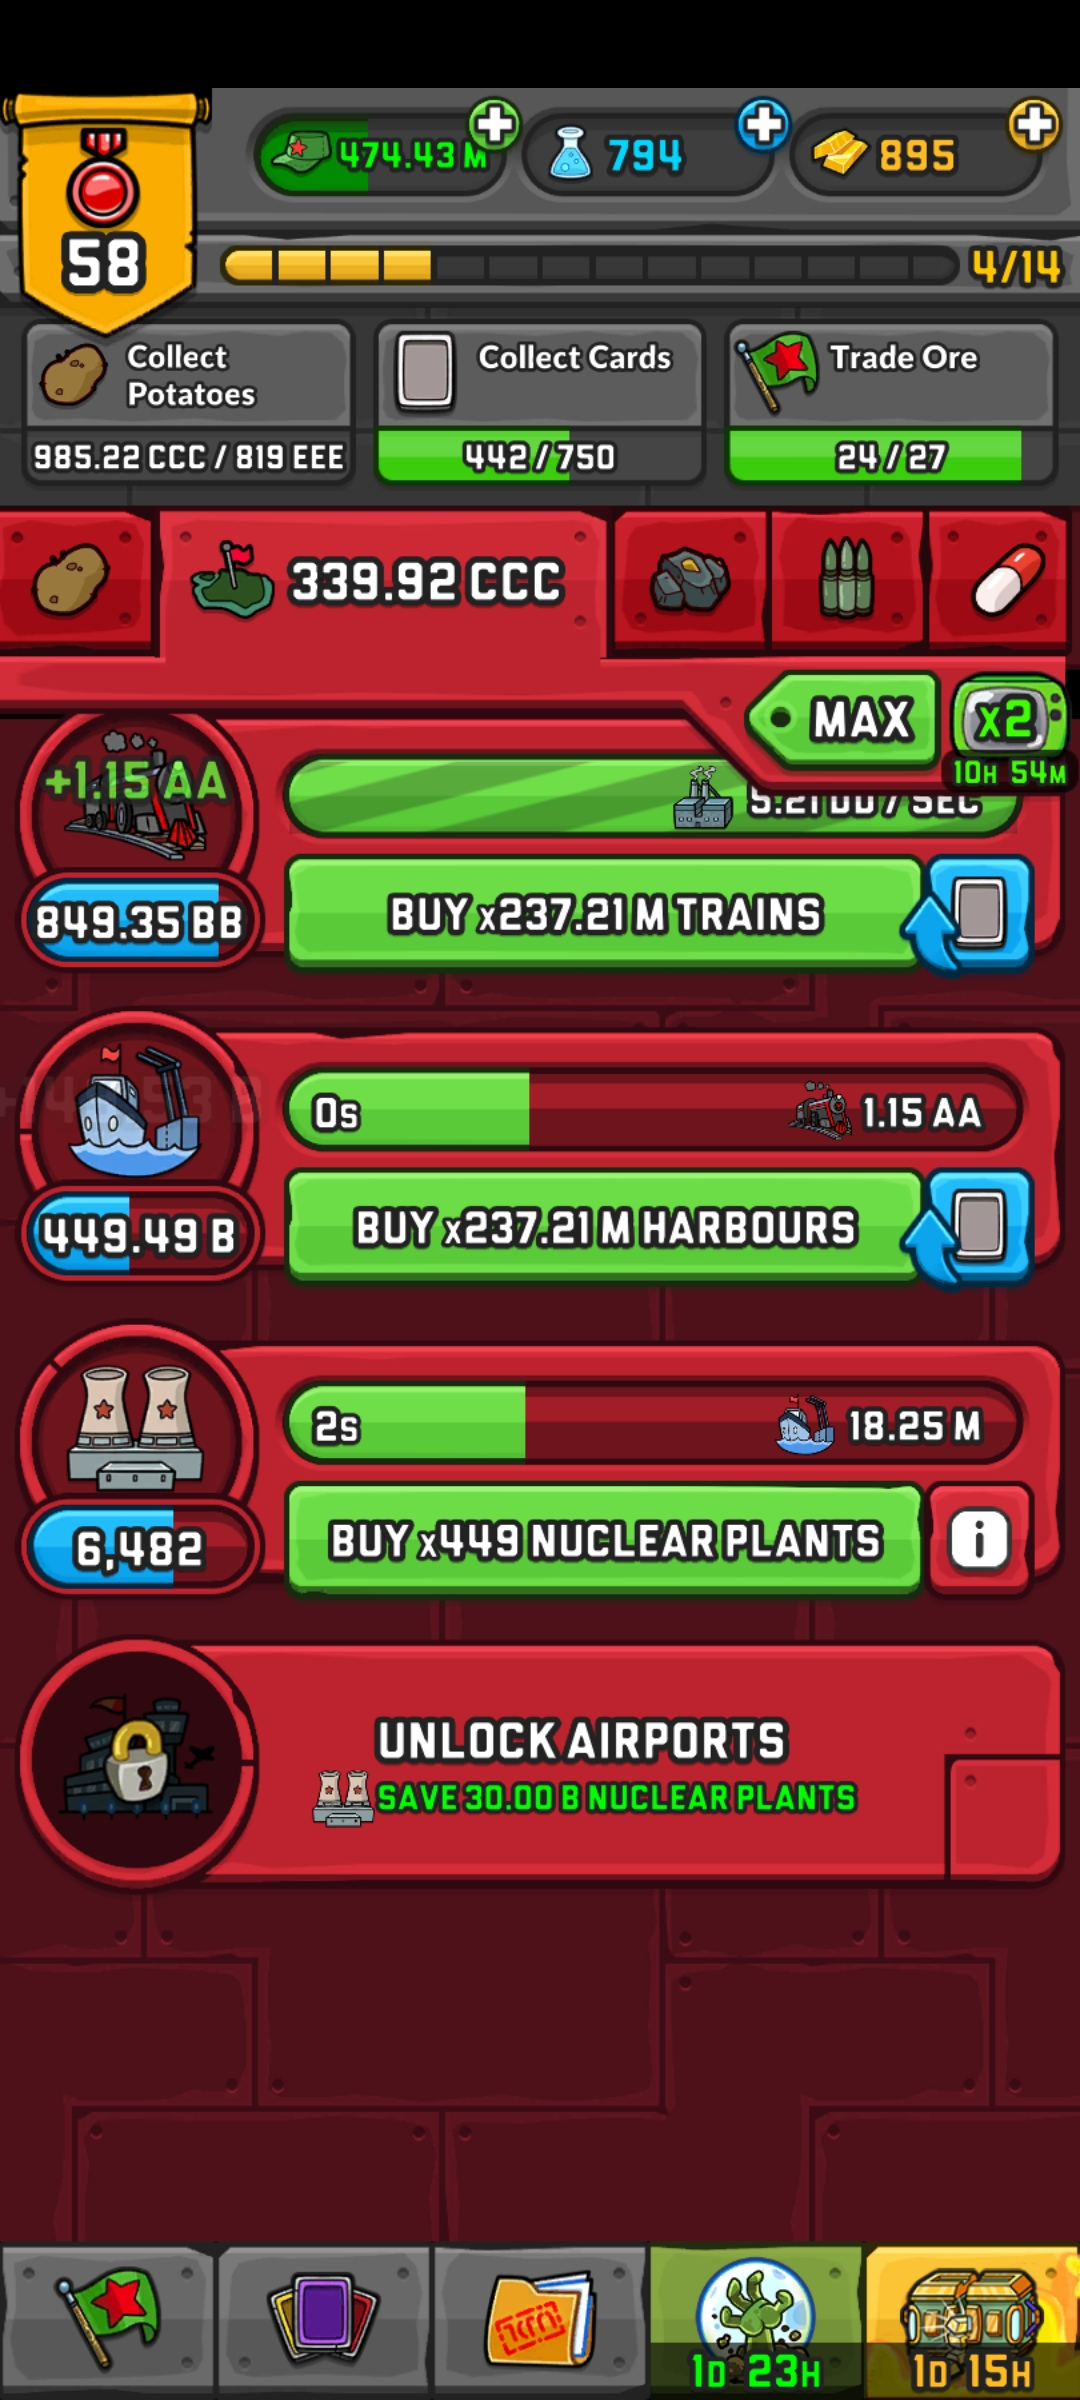 474.43 M
794
895
58
4/14
Collect Potatoes
985.22 CCC / 819 EEE
Collect Cards
442/750
Trade Ore
24/27
339.92 CCC
MAX
x2
10H 54M
+1.15 AA
849.35 BB
BUY x237.21 M TRAINS
0s
1.15 AA
449.49 B
BUY x237.21 M HARBOURS
2s
18.25 M
6,482
BUY x449 NUCLEAR PLANTS
i
UNLOCK AIRPORTS
SAVE 30.00 B NUCLEAR PLANTS
1D 23H
1D 15H